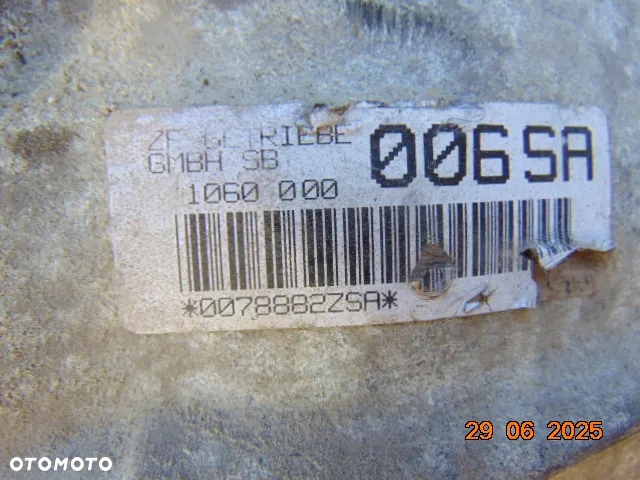 ZF GETRIEBE
GMBH SB
006SA
1060 000
*0078882ZSA*
29 06 2025
OTOMOTO